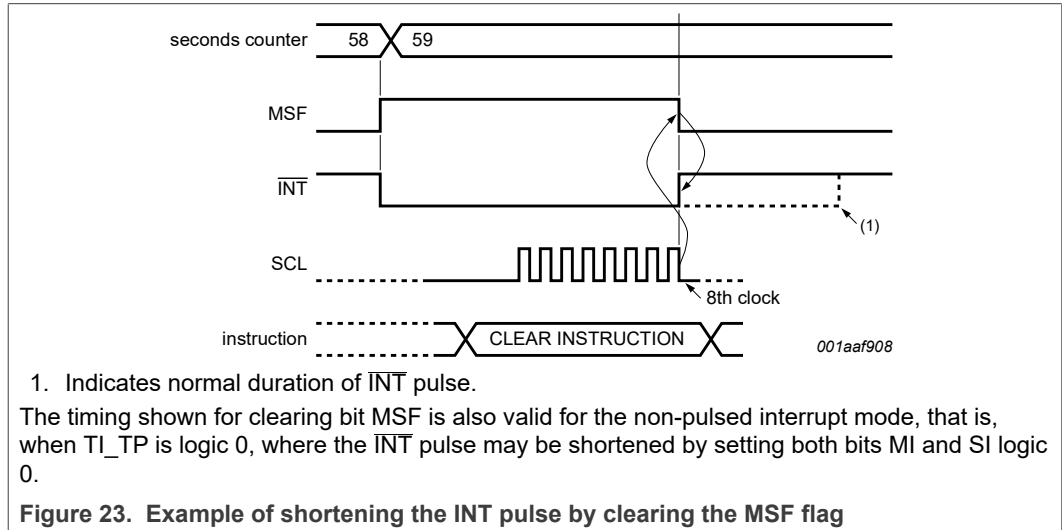 seconds counter 58 59
MSF
INT
(1)
SCL
8th clock
instruction CLEAR INSTRUCTION 001aaf908
1. Indicates normal duration of INT pulse.
The timing shown for clearing bit MSF is also valid for the non-pulsed interrupt mode, that is,
when TI_TP is logic 0, where the INT pulse may be shortened by setting both bits MI and SI logic
0.
Figure 23. Example of shortening the INT pulse by clearing the MSF flag